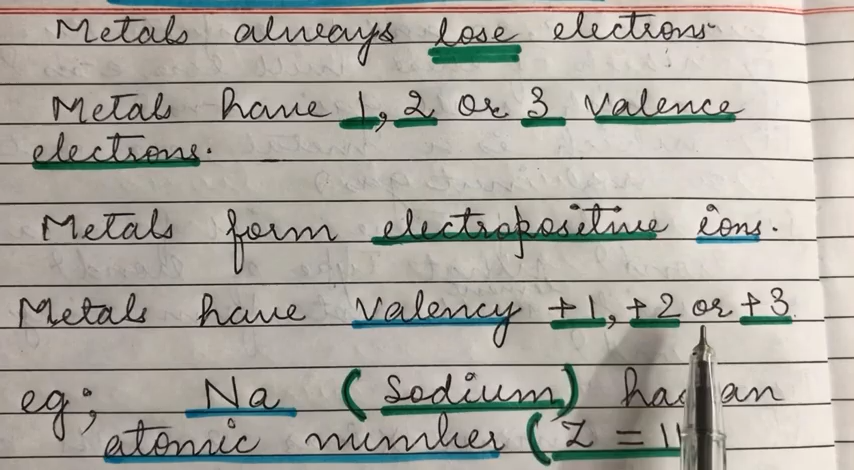 Metals always lose electrons.
Metals have 1, 2 or 3 valence
electrons.
Metals form electropositive ions.
Metals have valency +1, +2 or +3
eg; Na (Sodium) has an
atomic number (Z = 11